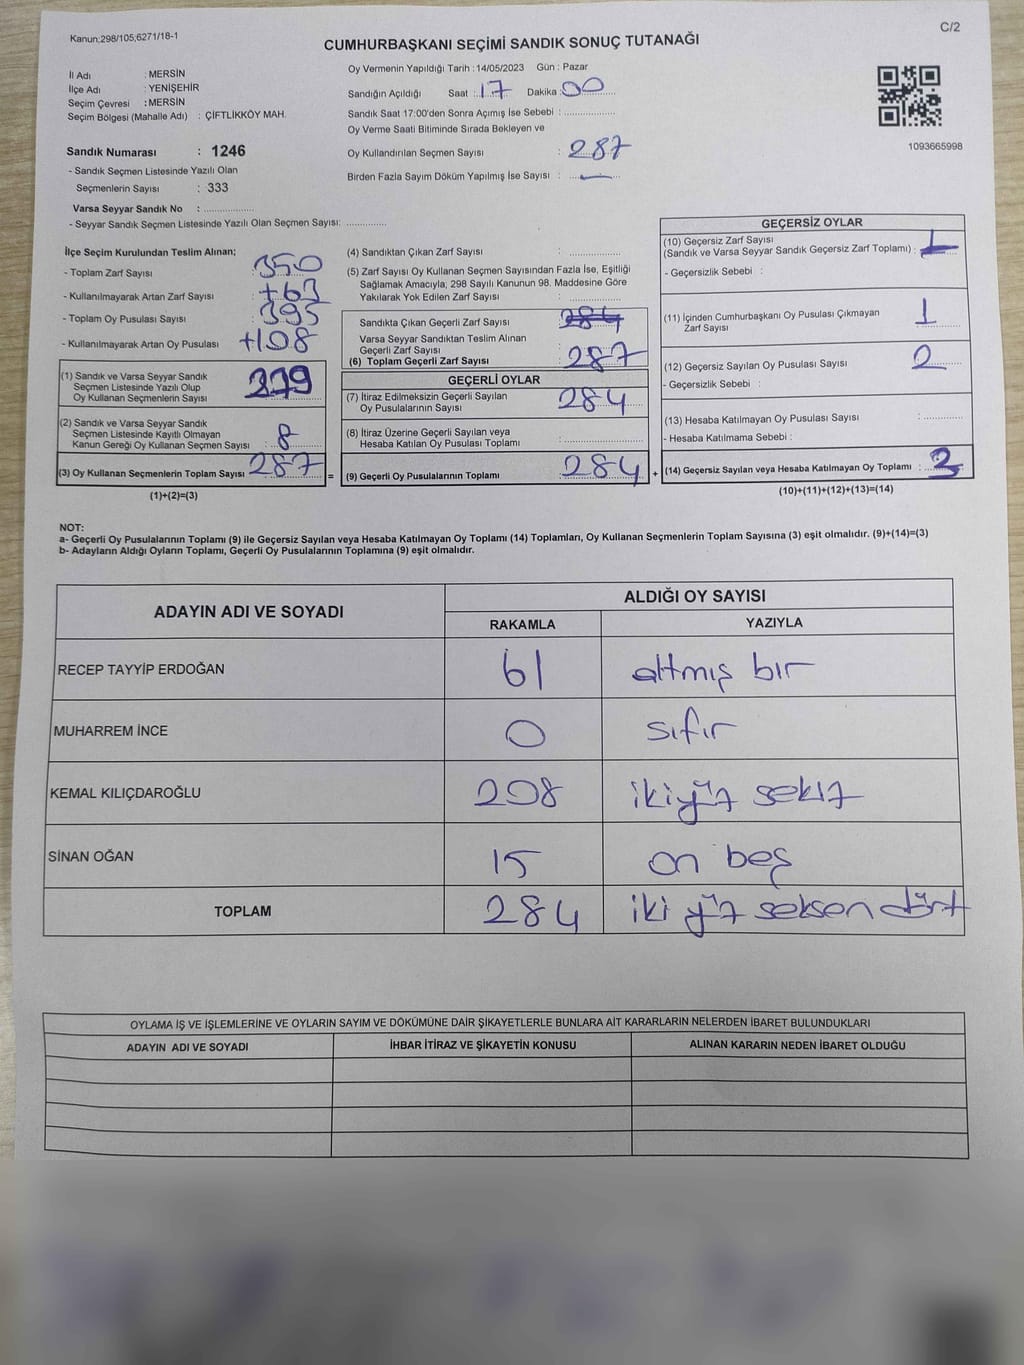 Kanun;298/105;6271/18-1
C/2
CUMHURBAŞKANI SEÇİMİ SANDIK SONUÇ TUTANAĞI
İl Adı : MERSİN
İlçe Adı : YENİŞEHİR
Seçim Çevresi : MERSİN
Seçim Bölgesi (Mahalle Adı) : ÇİFTLİKKÖY MAH.
Oy Vermenin Yapıldığı Tarih : 14/05/2023 Gün : Pazar
Sandığın Açıldığı Saat : 17 Dakika : 00
Sandık Saat 17:00'den Sonra Açımış İse Sebebi :
Oy Verme Saati Bitiminde Sırada Bekleyen ve
Oy Kullandırılan Seçmen Sayısı : 287
Birden Fazla Sayım Döküm Yapılmış İse Sayısı : —
1093665998
Sandık Numarası : 1246
- Sandık Seçmen Listesinde Yazılı Olan
Seçmenlerin Sayısı : 333
Varsa Seyyar Sandık No :
- Seyyar Sandık Seçmen Listesinde Yazılı Olan Seçmen Sayısı:
İlçe Seçim Kurulundan Teslim Alınan;
- Toplam Zarf Sayısı : 350
- Kullanılmayarak Artan Zarf Sayısı : +63
- Toplam Oy Pusulası Sayısı : 395
- Kullanılmayarak Artan Oy Pusulası : +108
(1) Sandık ve Varsa Seyyar Sandık
Seçmen Listesinde Yazılı Olup
Oy Kullanan Seçmenlerin Sayısı : 279
(2) Sandık ve Varsa Seyyar Sandık
Seçmen Listesinde Kayıtlı Olmayan
Kanun Gereği Oy Kullanan Seçmen Sayısı : 8
(3) Oy Kullanan Seçmenlerin Toplam Sayısı : 287
(1)+(2)=(3)
(4) Sandıktan Çıkan Zarf Sayısı :
(5) Zarf Sayısı Oy Kullanan Seçmen Sayısından Fazla İse, Eşitliği
Sağlamak Amacıyla; 298 Sayılı Kanunun 98. Maddesine Göre
Yakılarak Yok Edilen Zarf Sayısı :
Sandıkta Çıkan Geçerli Zarf Sayısı : 284
Varsa Seyyar Sandıktan Teslim Alınan
Geçerli Zarf Sayısı :
(6) Toplam Geçerli Zarf Sayısı : 287
GEÇERLİ OYLAR
(7) İtiraz Edilmeksizin Geçerli Sayılan
Oy Pusulalarının Sayısı : 284
(8) İtiraz Üzerine Geçerli Sayılan veya
Hesaba Katılan Oy Pusulası Toplamı :
= (9) Geçerli Oy Pusulalarının Toplamı : 284 +
GEÇERSİZ OYLAR
(10) Geçersiz Zarf Sayısı
(Sandık ve Varsa Seyyar Sandık Geçersiz Zarf Toplamı) :
- Geçersizlik Sebebi :
(11) İçinden Cumhurbaşkanı Oy Pusulası Çıkmayan
Zarf Sayısı : 1
(12) Geçersiz Sayılan Oy Pusulası Sayısı : 2
- Geçersizlik Sebebi :
(13) Hesaba Katılmayan Oy Pusulası Sayısı :
- Hesaba Katılmama Sebebi :
(14) Geçersiz Sayılan veya Hesaba Katılmayan Oy Toplamı : 3
(10)+(11)+(12)+(13)=(14)
NOT:
a- Geçerli Oy Pusulalarının Toplamı (9) ile Geçersiz Sayılan veya Hesaba Katılmayan Oy Toplamı (14) Toplamları, Oy Kullanan Seçmenlerin Toplam Sayısına (3) eşit olmalıdır. (9)+(14)=(3)
b- Adayların Aldığı Oyların Toplamı, Geçerli Oy Pusulalarının Toplamına (9) eşit olmalıdır.
ADAYIN ADI VE SOYADI ALDIĞI OY SAYISI
RAKAMLA YAZIYLA
RECEP TAYYİP ERDOĞAN 61 altmış bir
MUHARREM İNCE 0 sıfır
KEMAL KILIÇDAROĞLU 208 iki yüz sekiz
SİNAN OĞAN 15 on beş
TOPLAM 284 iki yüz seksen dört
OYLAMA İŞ VE İŞLEMLERİNE VE OYLARIN SAYIM VE DÖKÜMÜNE DAİR ŞİKAYETLERLE BUNLARA AİT KARARLARIN NELERDEN İBARET BULUNDUKLARI
ADAYIN ADI VE SOYADI İHBAR İTİRAZ VE ŞİKAYETİN KONUSU ALINAN KARARIN NEDEN İBARET OLDUĞU